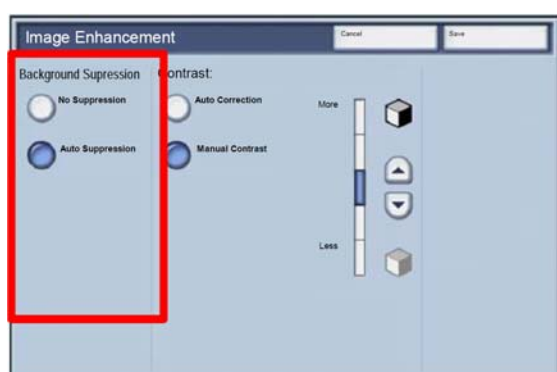 Image Enhancement
Cancel
Save
Background Supression
Contrast:
No Suppression
Auto Correction
More
Auto Suppression
Manual Contrast
Less